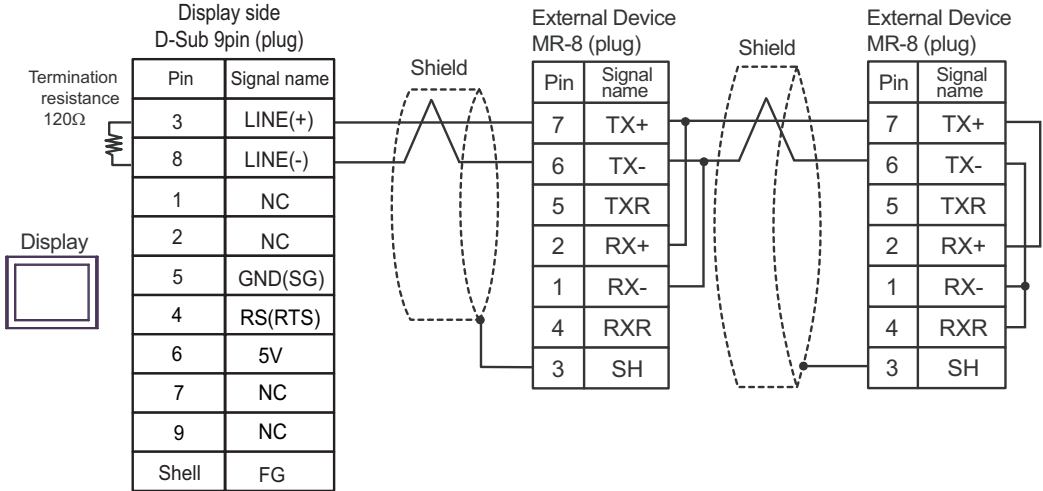 Display side
D-Sub 9pin (plug)
Termination
resistance
120Ω
Pin Signal name
3 LINE(+)
8 LINE(-)
1 NC
2 NC
5 GND(SG)
4 RS(RTS)
6 5V
7 NC
9 NC
Shell FG
Display
Shield
External Device
MR-8 (plug)
Pin Signal
name
7 TX+
6 TX-
5 TXR
2 RX+
1 RX-
4 RXR
3 SH
Shield
External Device
MR-8 (plug)
Pin Signal
name
7 TX+
6 TX-
5 TXR
2 RX+
1 RX-
4 RXR
3 SH